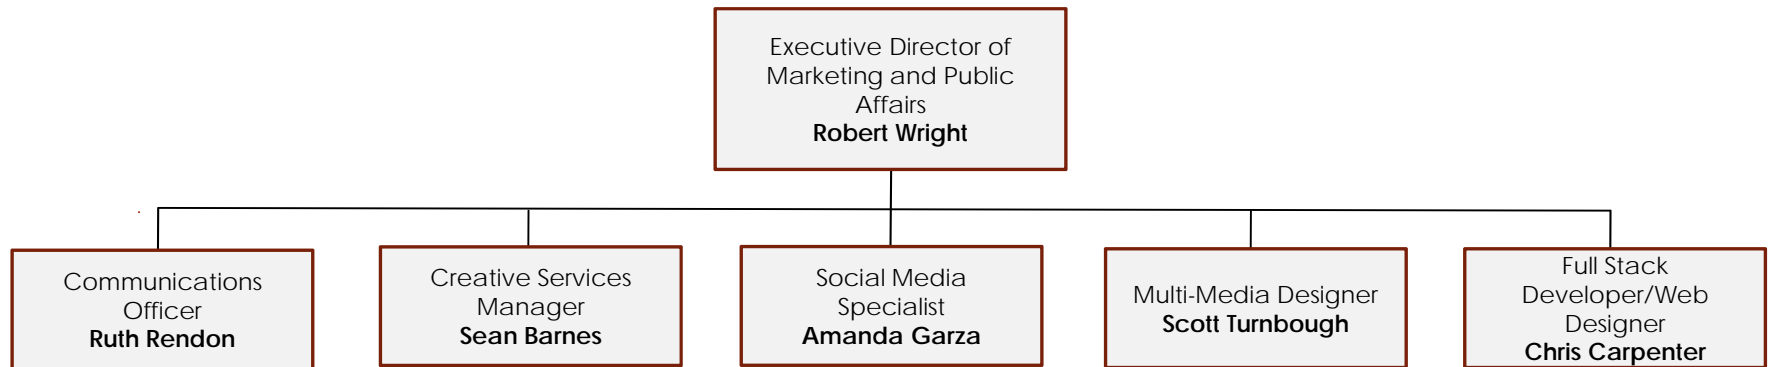 Executive Director of
Marketing and Public
Affairs
Robert Wright
Communications
Officer
Ruth Rendon
Creative Services
Manager
Sean Barnes
Social Media
Specialist
Amanda Garza
Multi-Media Designer
Scott Turnbough
Full Stack
Developer/Web
Designer
Chris Carpenter